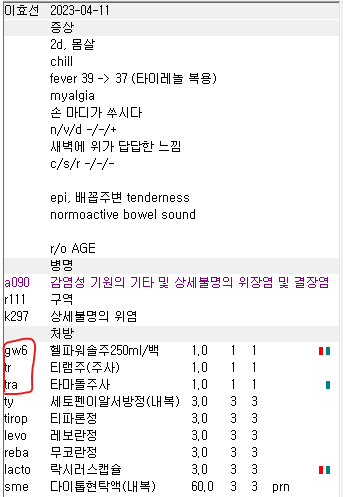 이효선 2023-04-11
증상
2d, 몸살
chill
fever 39 -> 37 (타이레놀 복용)
myalgia
손 마디가 쑤시다
n/v/d -/-/+
새벽에 위가 답답한 느낌
c/s/r -/-/-
epi, 배꼽주변 tenderness
normoactive bowel sound
r/o AGE
병명
a090 감염성 기원의 기타 및 상세불명의 위장염 및 결장염
r111 구역
k297 상세불명의 위염
처방
gw6 헬파워솔주250ml/백 1.0 1 1
tr 티램주(주사) 1.0 1 1
tra 타마돌주사 1.0 1 1
ty 세토펜이알서방정(내복) 3.0 3 3
tirop 티파론정 3.0 3 3
levo 레보란정 3.0 3 3
reba 무코란정 3.0 3 3
lacto 락시러스캡슐 3.0 3 3
sme 다이톱현탁액(내복) 60.0 3 3 prn